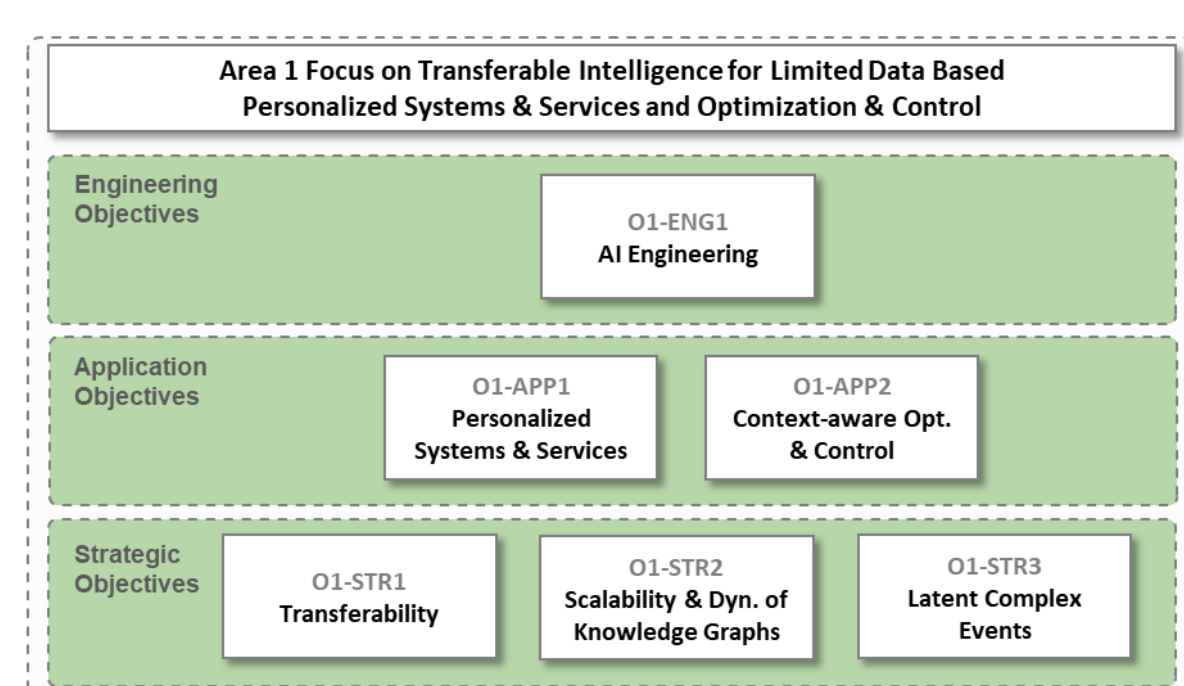 Area 1 Focus on Transferable Intelligence for Limited Data Based
Personalized Systems & Services and Optimization & Control
Engineering
Objectives
O1-ENG1
AI Engineering
Application
Objectives
O1-APP1
Personalized
Systems & Services
O1-APP2
Context-aware Opt.
& Control
Strategic
Objectives
O1-STR1
Transferability
O1-STR2
Scalability & Dyn. of
Knowledge Graphs
O1-STR3
Latent Complex
Events